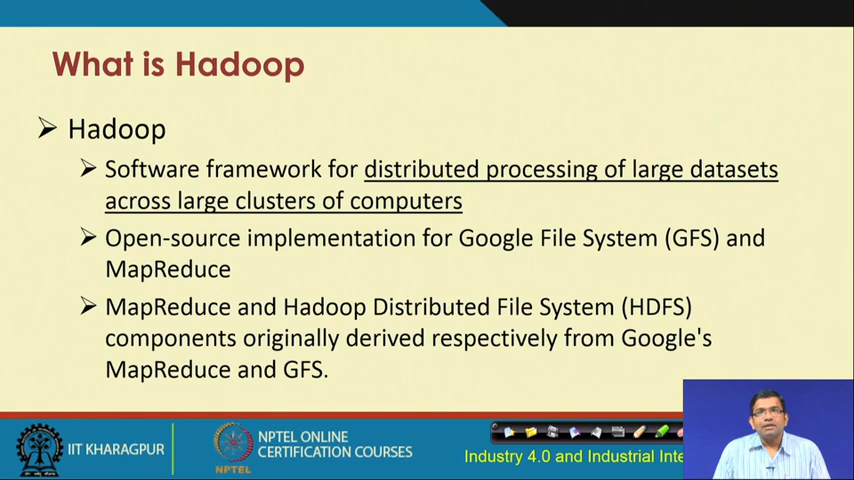 What is Hadoop
➢ Hadoop
➢ Software framework for distributed processing of large datasets
across large clusters of computers
➢ Open-source implementation for Google File System (GFS) and
MapReduce
➢ MapReduce and Hadoop Distributed File System (HDFS)
components originally derived respectively from Google's
MapReduce and GFS.
IIT KHARAGPUR
NPTEL
NPTEL ONLINE
CERTIFICATION COURSES
Industry 4.0 and Industrial Inte